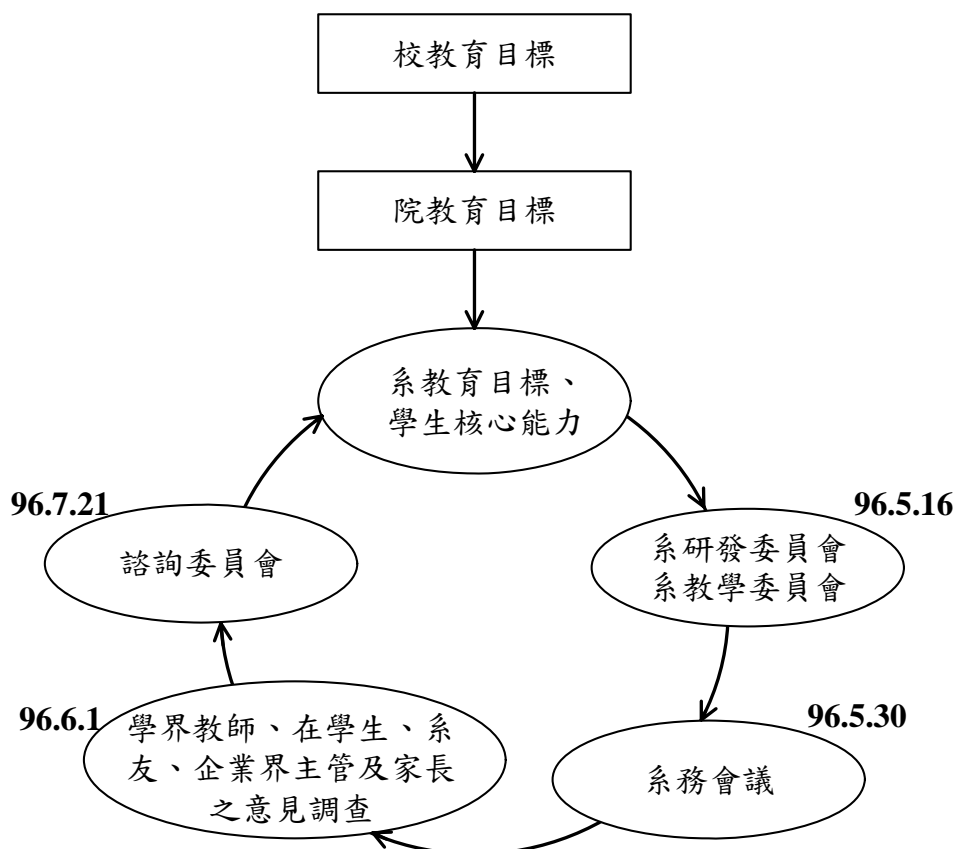 校教育目標
院教育目標
系教育目標、
學生核心能力
96.7.21
96.5.16
諮詢委員會
系研發委員會
系教學委員會
96.6.1
96.5.30
學界教師、在學生、系
友、企業界主管及家長
之意見調查
系務會議